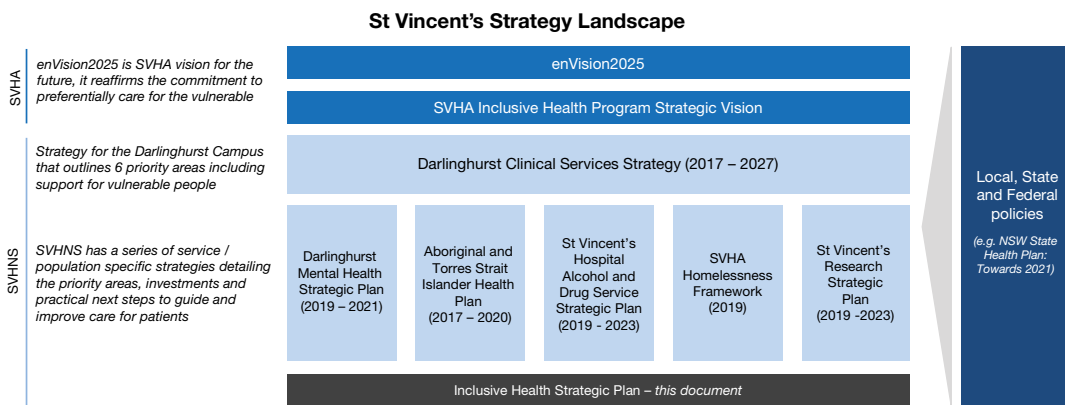 St Vincent's Strategy Landscape
SVHA
enVision2025 is SVHA vision for the
future, it reaffirms the commitment to
preferentially care for the vulnerable
enVision2025
SVHA Inclusive Health Program Strategic Vision
SVHNS
Strategy for the Darlinghurst Campus
that outlines 6 priority areas including
support for vulnerable people
Darlinghurst Clinical Services Strategy (2017 – 2027)
SVHNS has a series of service /
population specific strategies detailing
the priority areas, investments and
practical next steps to guide and
improve care for patients
Darlinghurst
Mental Health
Strategic Plan
(2019 – 2021)
Aboriginal and
Torres Strait
Islander Health
Plan
(2017 – 2020)
St Vincent's
Hospital
Alcohol and
Drug Service
Strategic Plan
(2019 - 2023)
SVHA
Homelessness
Framework
(2019)
St Vincent's
Research
Strategic
Plan
(2019 -2023)
Inclusive Health Strategic Plan – this document
Local, State
and Federal
policies
(e.g. NSW State
Health Plan:
Towards 2021)